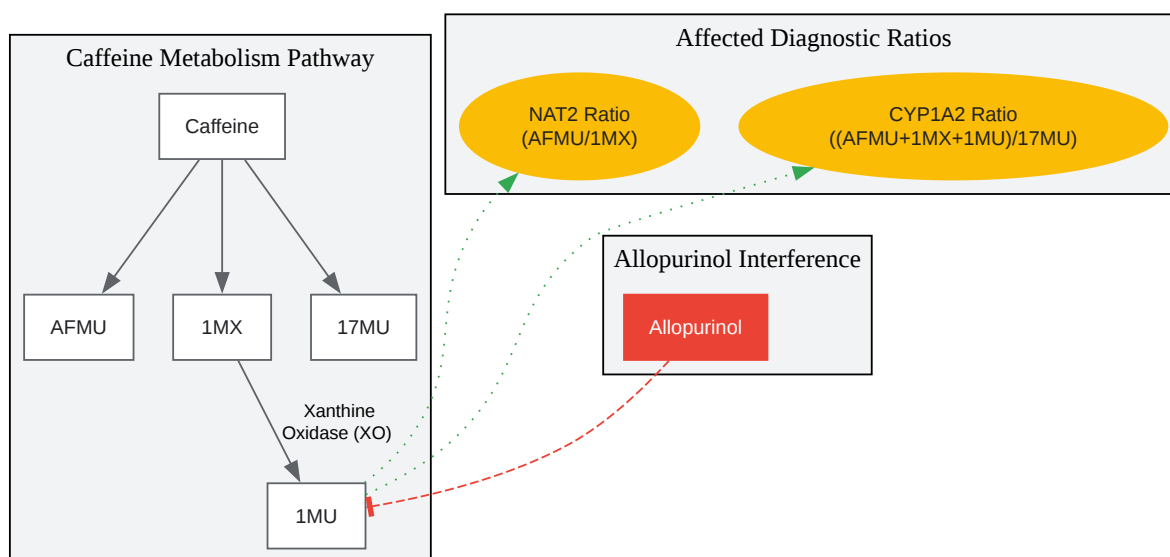 Caffeine Metabolism Pathway
Caffeine
AFMU
1MX
17MU
Xanthine
Oxidase (XO)
1MU
Affected Diagnostic Ratios
NAT2 Ratio
(AFMU/1MX)
CYP1A2 Ratio
((AFMU+1MX+1MU)/17MU)
Allopurinol Interference
Allopurinol